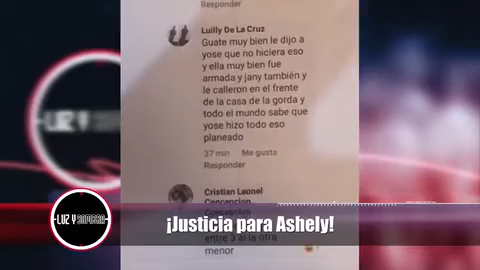 Responder
Luilly De La Cruz
Guate muy bien le dijo a
yose que no hiciera eso
y ella muy bien fue
armada y jany también y
le calleron en el frente
de la casa de la gorda y
todo el mundo sabe que
yose hizo todo eso
planeado
37 min Me gusta
Responder
Cristian Leonel
Concepcion
entre 3 al la otra
menor
LUZ Y
LUZ Y SOMBRA
¡Justicia para Ashely!